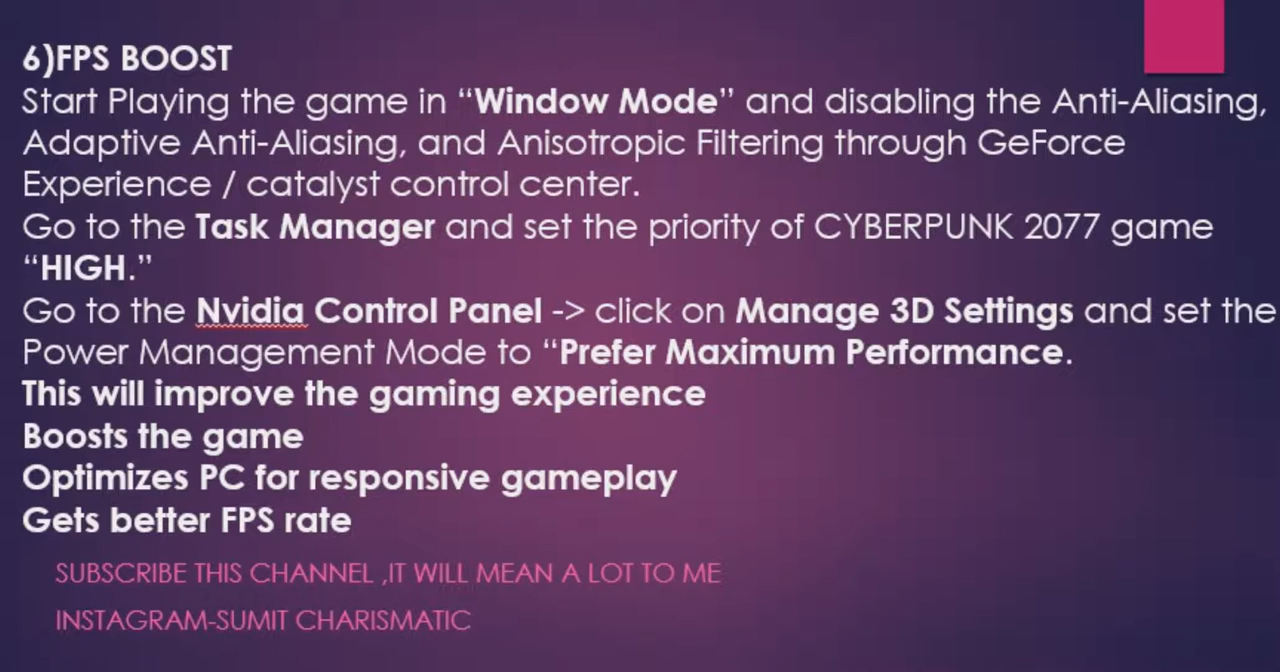 6)FPS BOOST
Start Playing the game in “Window Mode” and disabling the Anti-Aliasing,
Adaptive Anti-Aliasing, and Anisotropic Filtering through GeForce
Experience / catalyst control center.
Go to the Task Manager and set the priority of CYBERPUNK 2077 game
“HIGH.”
Go to the Nvidia Control Panel -> click on Manage 3D Settings and set the
Power Management Mode to “Prefer Maximum Performance.
This will improve the gaming experience
Boosts the game
Optimizes PC for responsive gameplay
Gets better FPS rate
SUBSCRIBE THIS CHANNEL ,IT WILL MEAN A LOT TO ME
INSTAGRAM-SUMIT CHARISMATIC